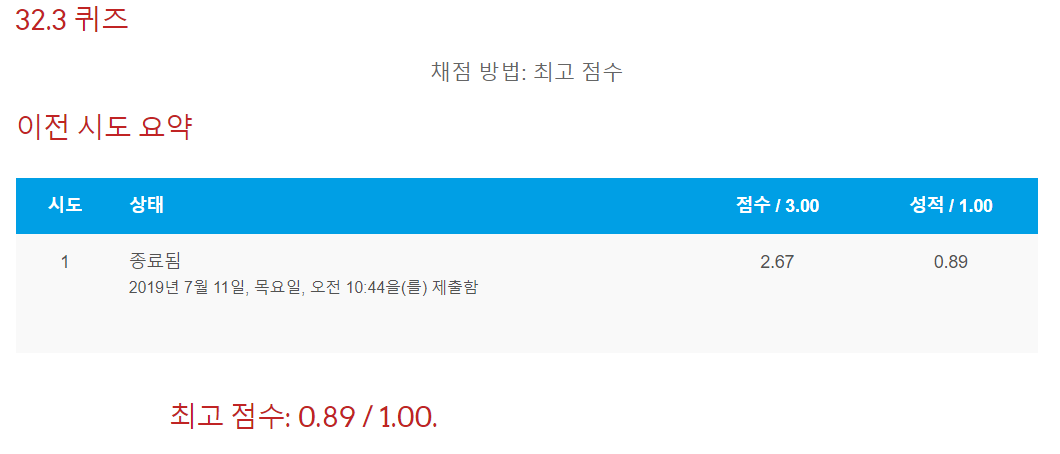 32.3 퀴즈
채점 방법: 최고 점수
이전 시도 요약
시도 상태 점수 / 3.00 성적 / 1.00
1 종료됨 2.67 0.89
2019년 7월 11일, 목요일, 오전 10:44을(를) 제출함
최고 점수: 0.89 / 1.00.